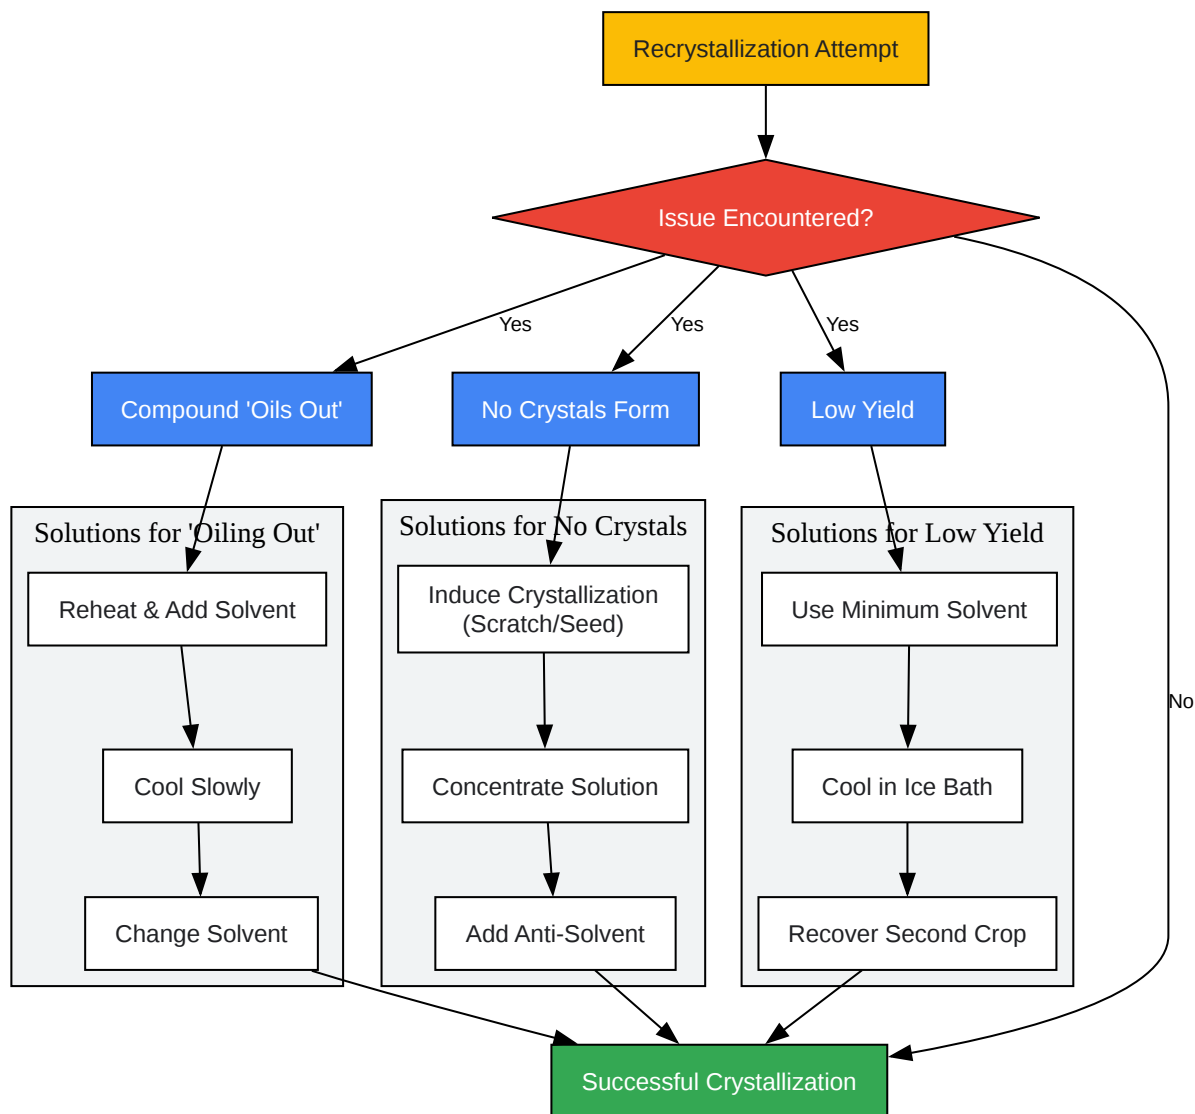 Recrystallization Attempt
Issue Encountered?
Yes
Yes
Yes
Compound 'Oils Out'
No Crystals Form
Low Yield
Solutions for 'Oiling Out'
Solutions for No Crystals
Solutions for Low Yield
Reheat & Add Solvent
Induce Crystallization
(Scratch/Seed)
Use Minimum Solvent
No
Cool Slowly
Concentrate Solution
Cool in Ice Bath
Change Solvent
Add Anti-Solvent
Recover Second Crop
Successful Crystallization